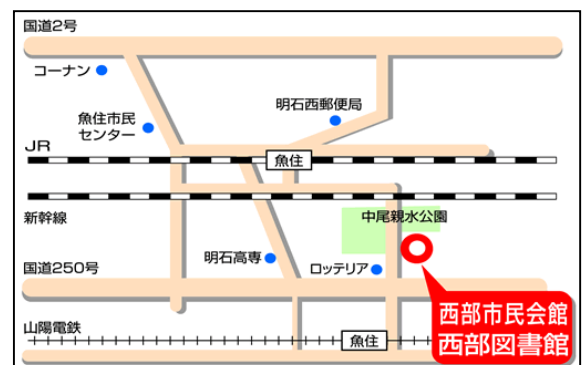 国道2号
コーナン
明石西郵便局
魚住市民
センター
JR
魚住
新幹線
中尾親水公園
明石高専
ロッテリア
国道250号
西部市民会館
西部図書館
山陽電鉄
魚住